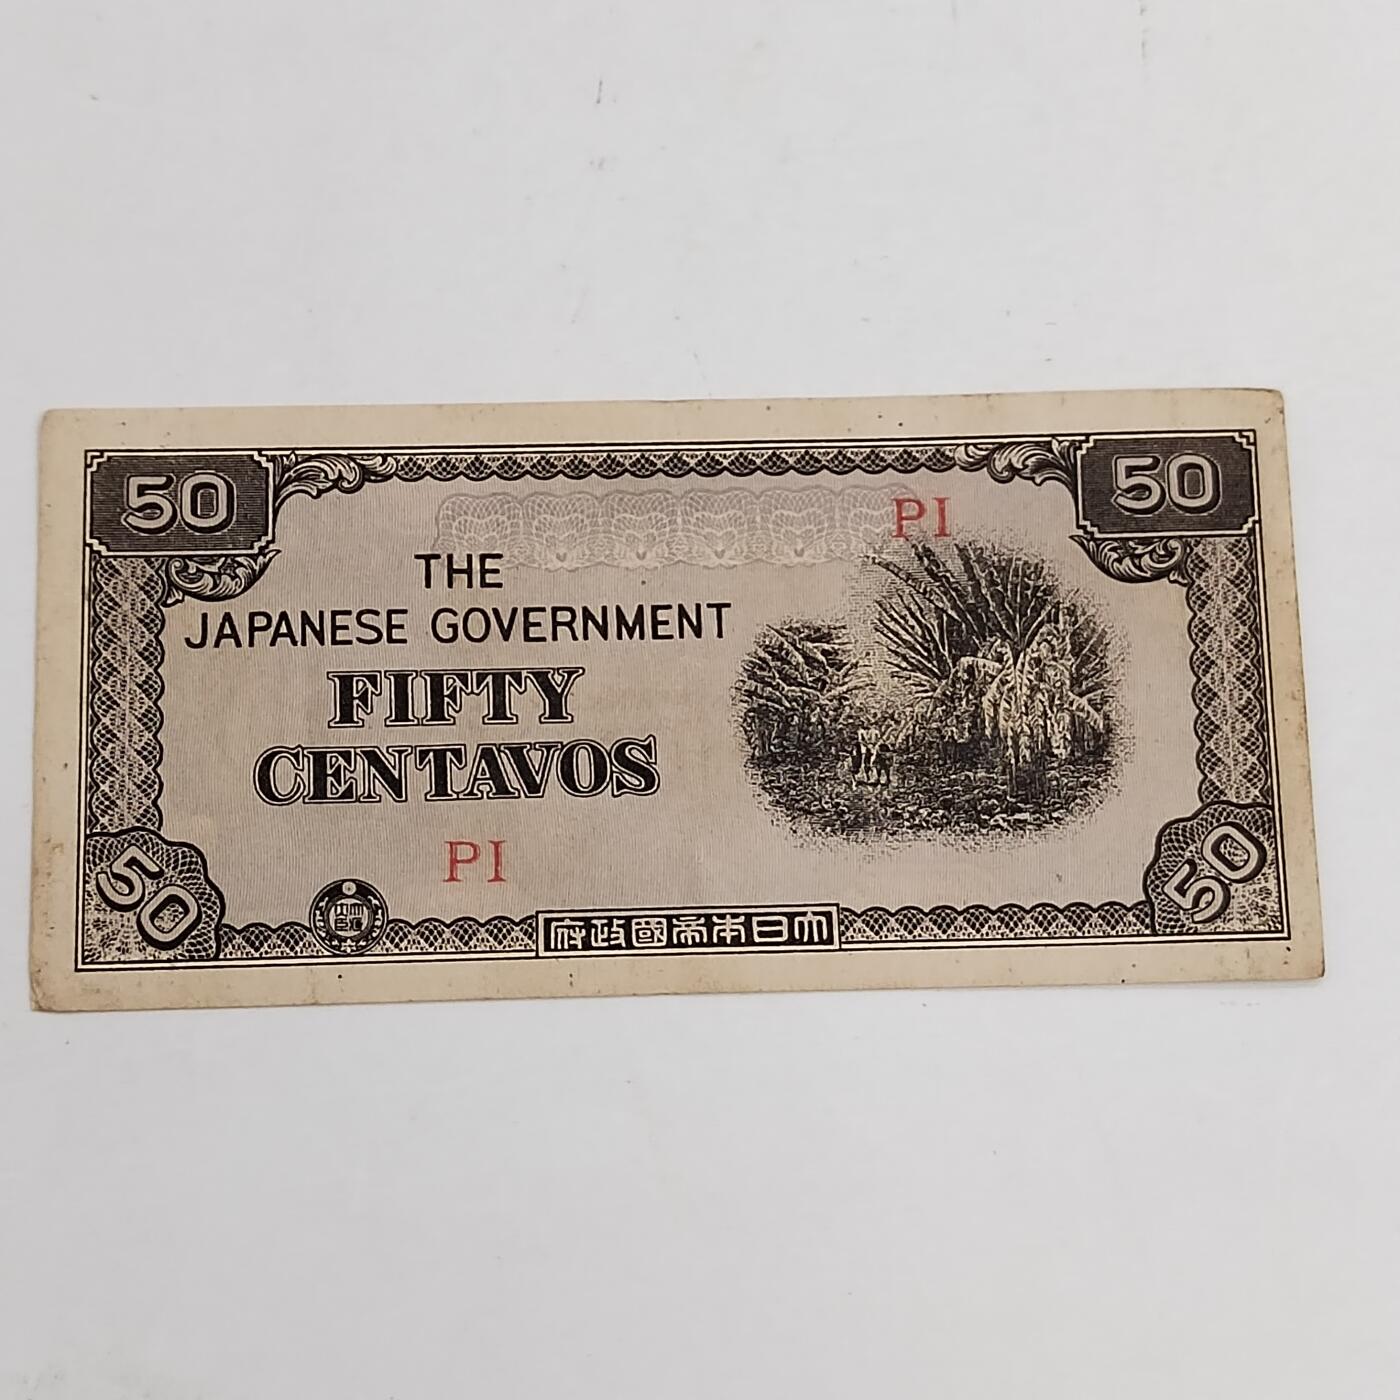 50
50
PI
THE
JAPANESE GOVERNMENT
FIFTY
CENTAVOS
PI
50
50
府政國帝本日大